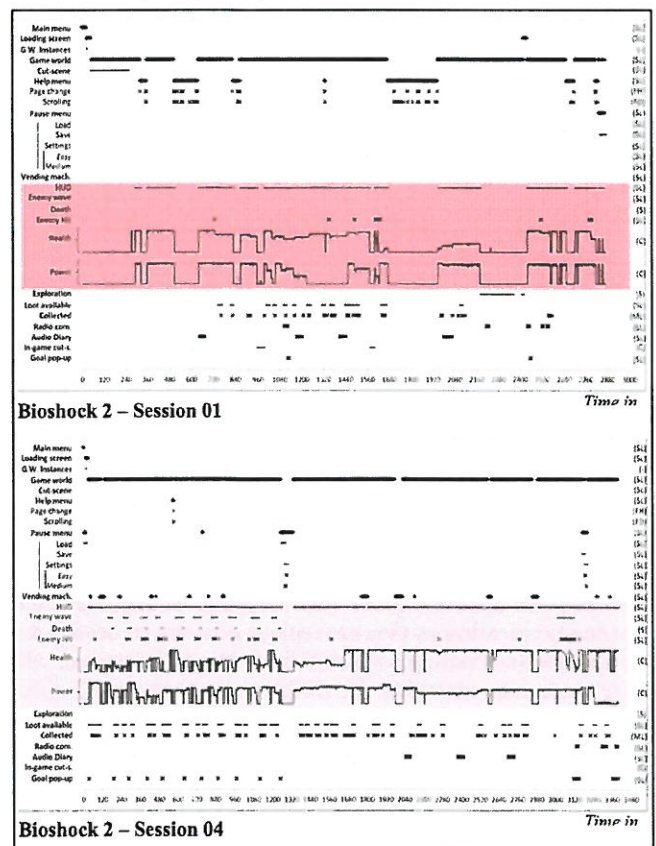 Main menu
Loading screen
G.W. Instances
Game world
Cut-scene
Help menu
Page change
Scrolling
Pause menu
Load
Save
Settings
Easy
Medium
Vending mach.
HUD
Enemy wave
Death
Enemy Hit
Health
Power
Exploration
Loot available
Collected
Radio com.
Audio Diary
In-game cut-s.
Goal pop-up
0 120 240 360 480 600 720 840 960 1080 1200 1320 1440 1560 1680 1800 1920 2040 2160 2280 2400 2520 2640 2760 2880 3000
Bioshock 2 – Session 01
Time in
Main menu
Loading screen
G.W. Instances
Game world
Cut-scene
Help menu
Page change
Scrolling
Pause menu
Load
Save
Settings
Easy
Medium
Vending mach.
HUD
Enemy wave
Death
Enemy Hit
Health
Power
Exploration
Loot available
Collected
Radio com.
Audio Diary
In-game cut-s.
Goal pop-up
0 120 240 360 480 600 720 840 960 1080 1200 1320 1440 1560 1680 1800 1920 2040 2160 2280 2400 2520 2640 2760 2880 3000 3120 3240 3360 3480
Bioshock 2 – Session 04
Time in